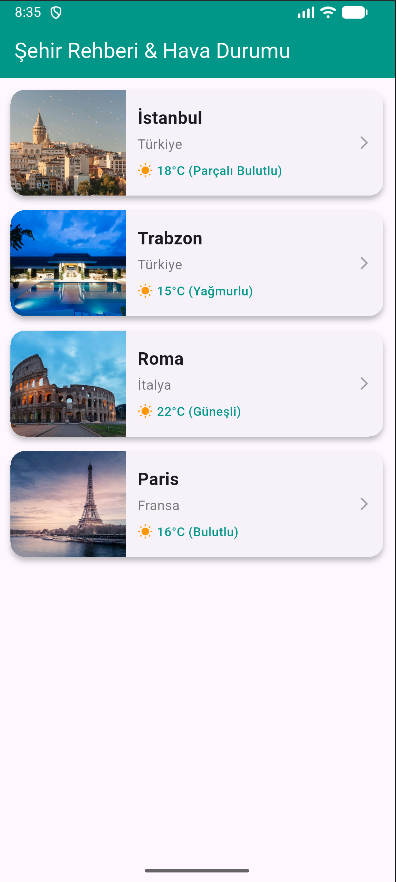 8:35
Şehir Rehberi & Hava Durumu
İstanbul
Türkiye
18°C (Parçalı Bulutlu)
Trabzon
Türkiye
15°C (Yağmurlu)
Roma
İtalya
22°C (Güneşli)
Paris
Fransa
16°C (Bulutlu)